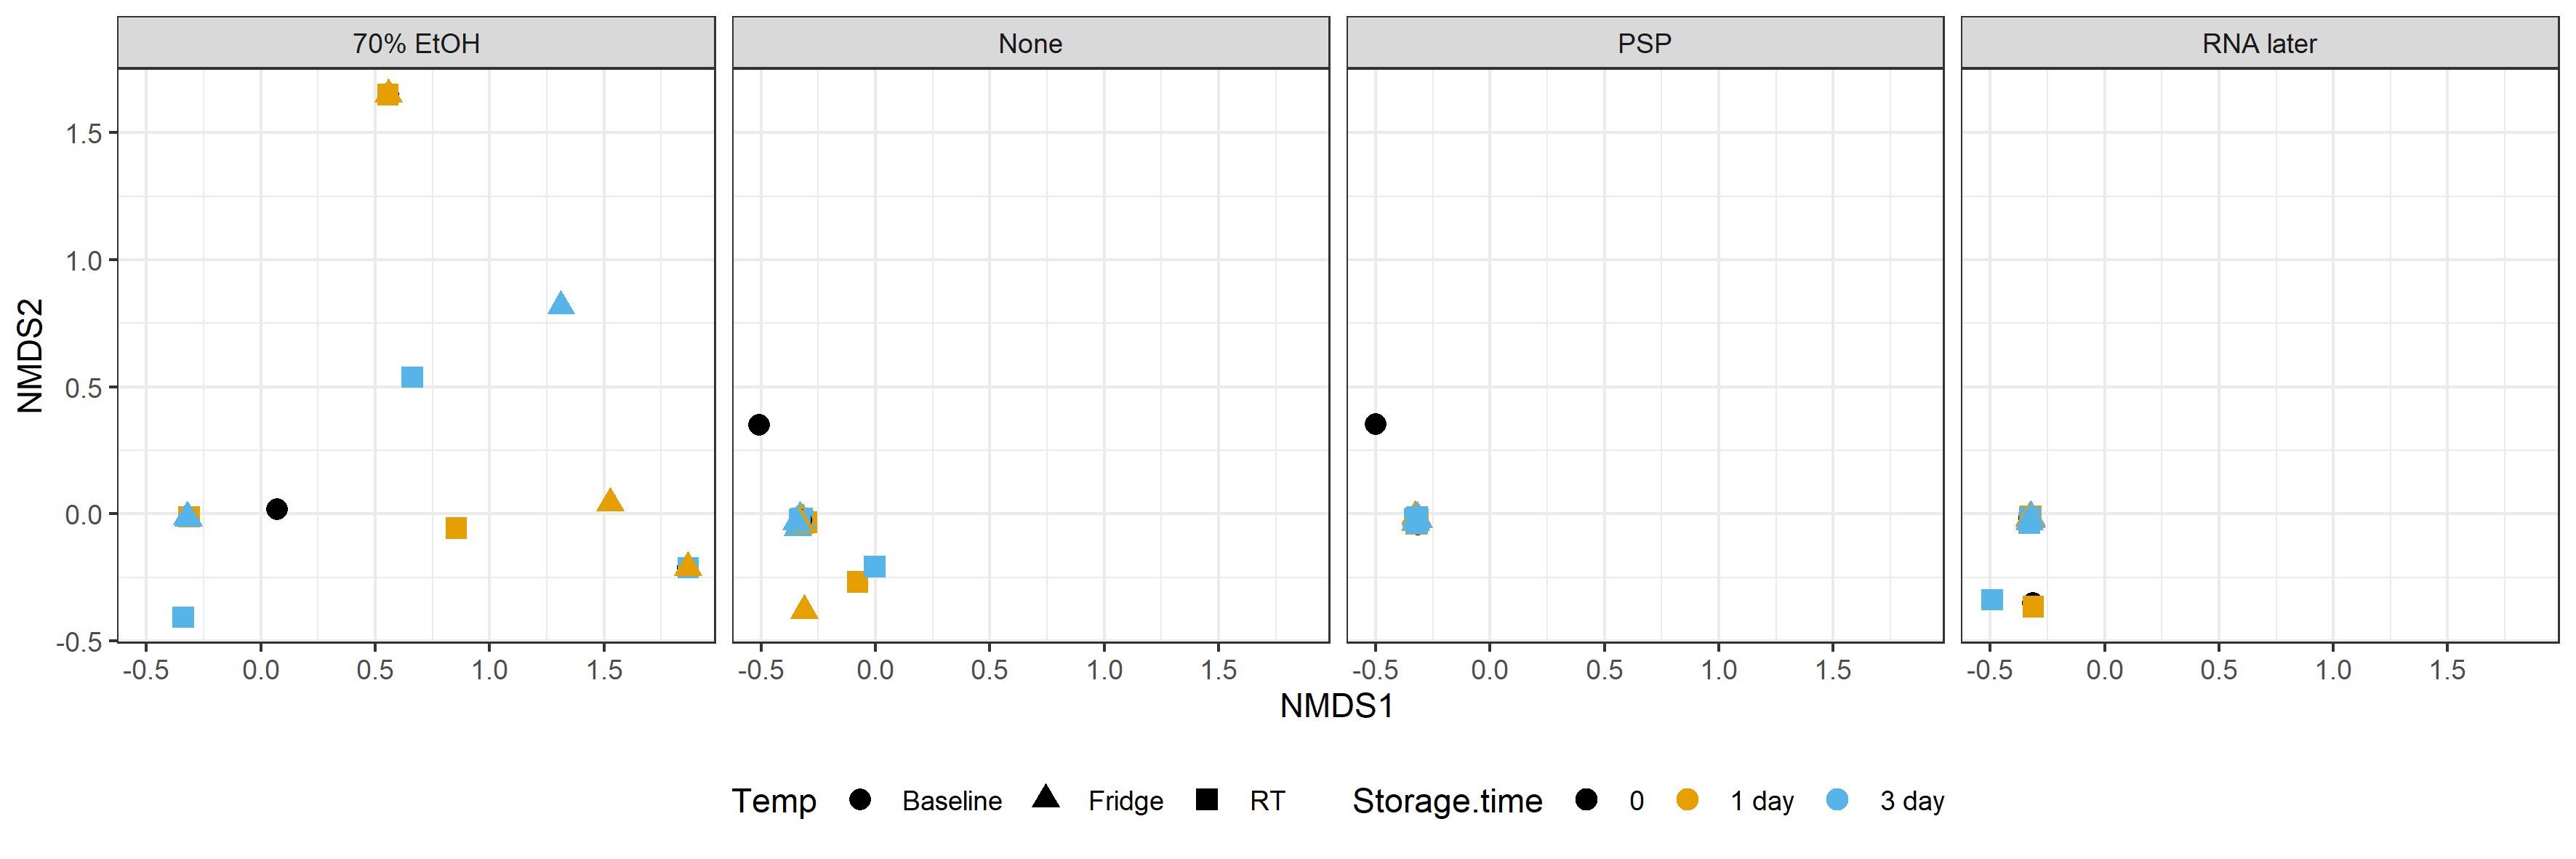 70% EtOH None PSP RNA later
1.5
1.0
0.5
0.0
-0.5
NMDS2
-0.5 0.0 0.5 1.0 1.5 -0.5 0.0 0.5 1.0 1.5 -0.5 0.0 0.5 1.0 1.5 -0.5 0.0 0.5 1.0 1.5
NMDS1
Temp Baseline Fridge RT Storage.time 0 1 day 3 day